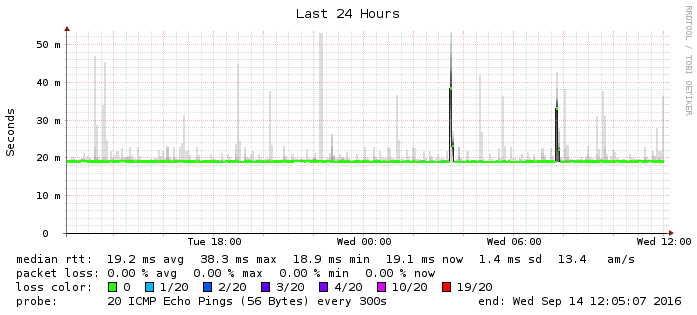 Last 24 Hours
RRDTOOL / TOBI OETIKER
Seconds
50 m
40 m
30 m
20 m
10 m
0
Tue 18:00 Wed 00:00 Wed 06:00 Wed 12:00
median rtt: 19.2 ms avg 38.3 ms max 18.9 ms min 19.1 ms now 1.4 ms sd 13.4 am/s
packet loss: 0.00 % avg 0.00 % max 0.00 % min 0.00 % now
loss color: 0 1/20 2/20 3/20 4/20 10/20 19/20
probe: 20 ICMP Echo Pings (56 Bytes) every 300s end: Wed Sep 14 12:05:07 2016